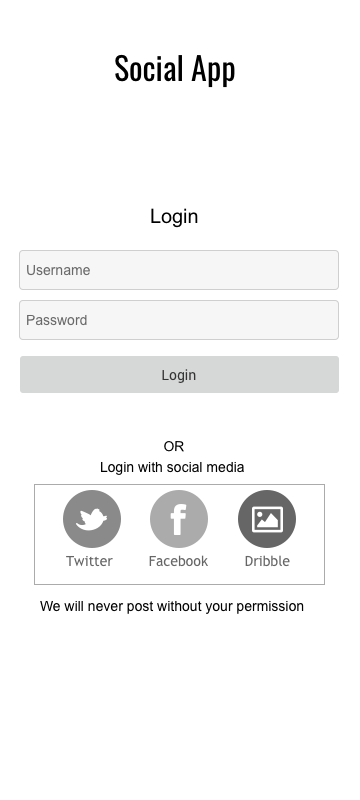 Social App
Login
Username
Password
Login
OR
Login with social media
Twitter Facebook Dribble
We will never post without your permission